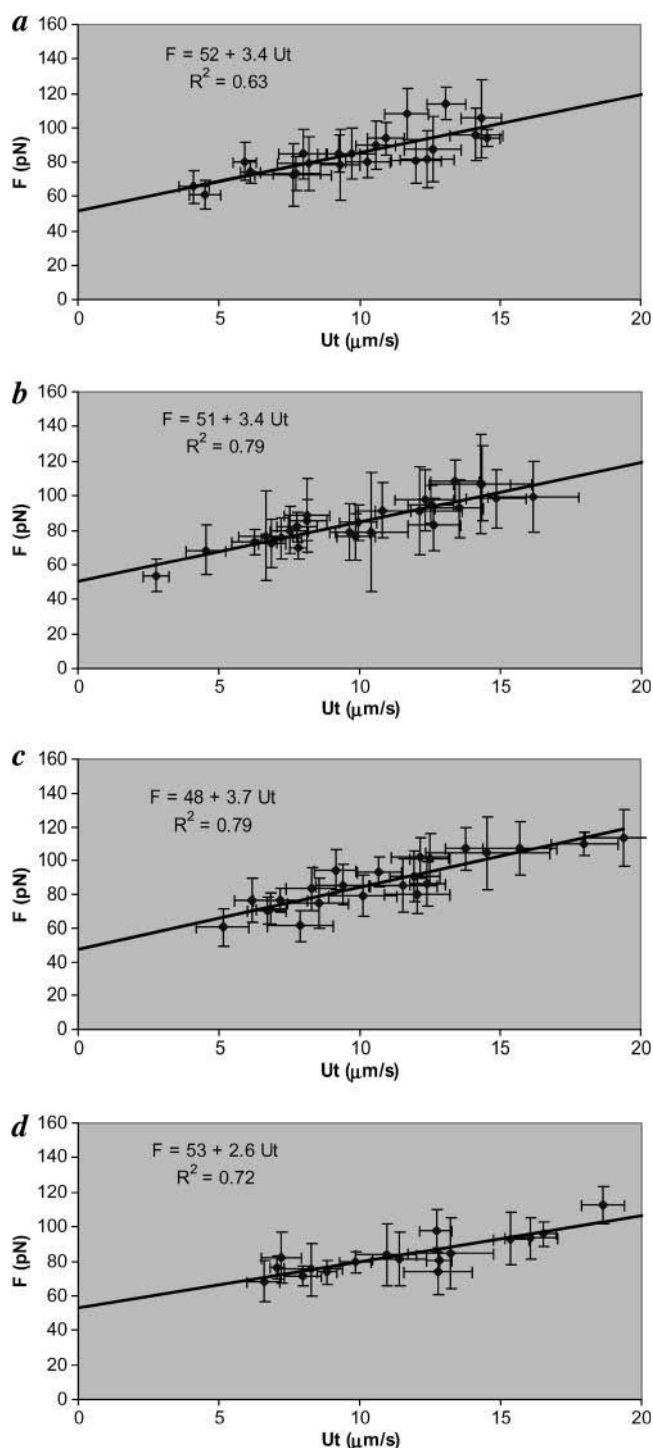 a
F = 52 + 3.4 Ut
R² = 0.63
160
140
120
100
80
60
40
20
0
F (pN)
0 5 10 15 20
Ut (μm/s)
b
F = 51 + 3.4 Ut
R² = 0.79
160
140
120
100
80
60
40
20
0
F (pN)
0 5 10 15 20
Ut (μm/s)
c
F = 48 + 3.7 Ut
R² = 0.79
160
140
120
100
80
60
40
20
0
F (pN)
0 5 10 15 20
Ut (μm/s)
d
F = 53 + 2.6 Ut
R² = 0.72
160
140
120
100
80
60
40
20
0
F (pN)
0 5 10 15 20
Ut (μm/s)